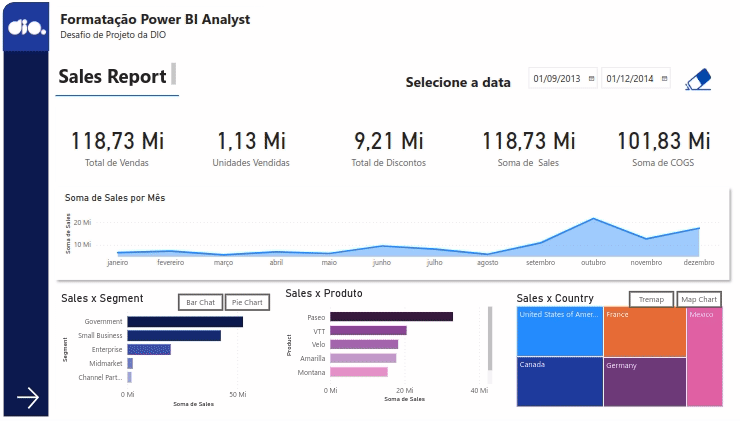 dio.
Formatação Power BI Analyst
Desafio de Projeto da DIO
Sales Report
Selecione a data
01/09/2013
01/12/2014
118,73 Mi
Total de Vendas
1,13 Mi
Unidades Vendidas
9,21 Mi
Total de Discontos
118,73 Mi
Soma de Sales
101,83 Mi
Soma de COGS
Soma de Sales por Mês
Soma de Sales
20 Mi
10 Mi
janeiro
fevereiro
março
abril
maio
junho
julho
agosto
setembro
outubro
novembro
dezembro
Sales x Segment
Bar Chat
Pie Chart
Segment
Government
Small Business
Enterprise
Midmarket
Channel Part...
0 Mi
50 Mi
Soma de Sales
Sales x Produto
Product
Paseo
VTT
Velo
Amarilla
Montana
0 Mi
20 Mi
40 Mi
Soma de Sales
Sales x Country
Tremap
Map Chart
United States of Amer...
France
Mexico
Canada
Germany